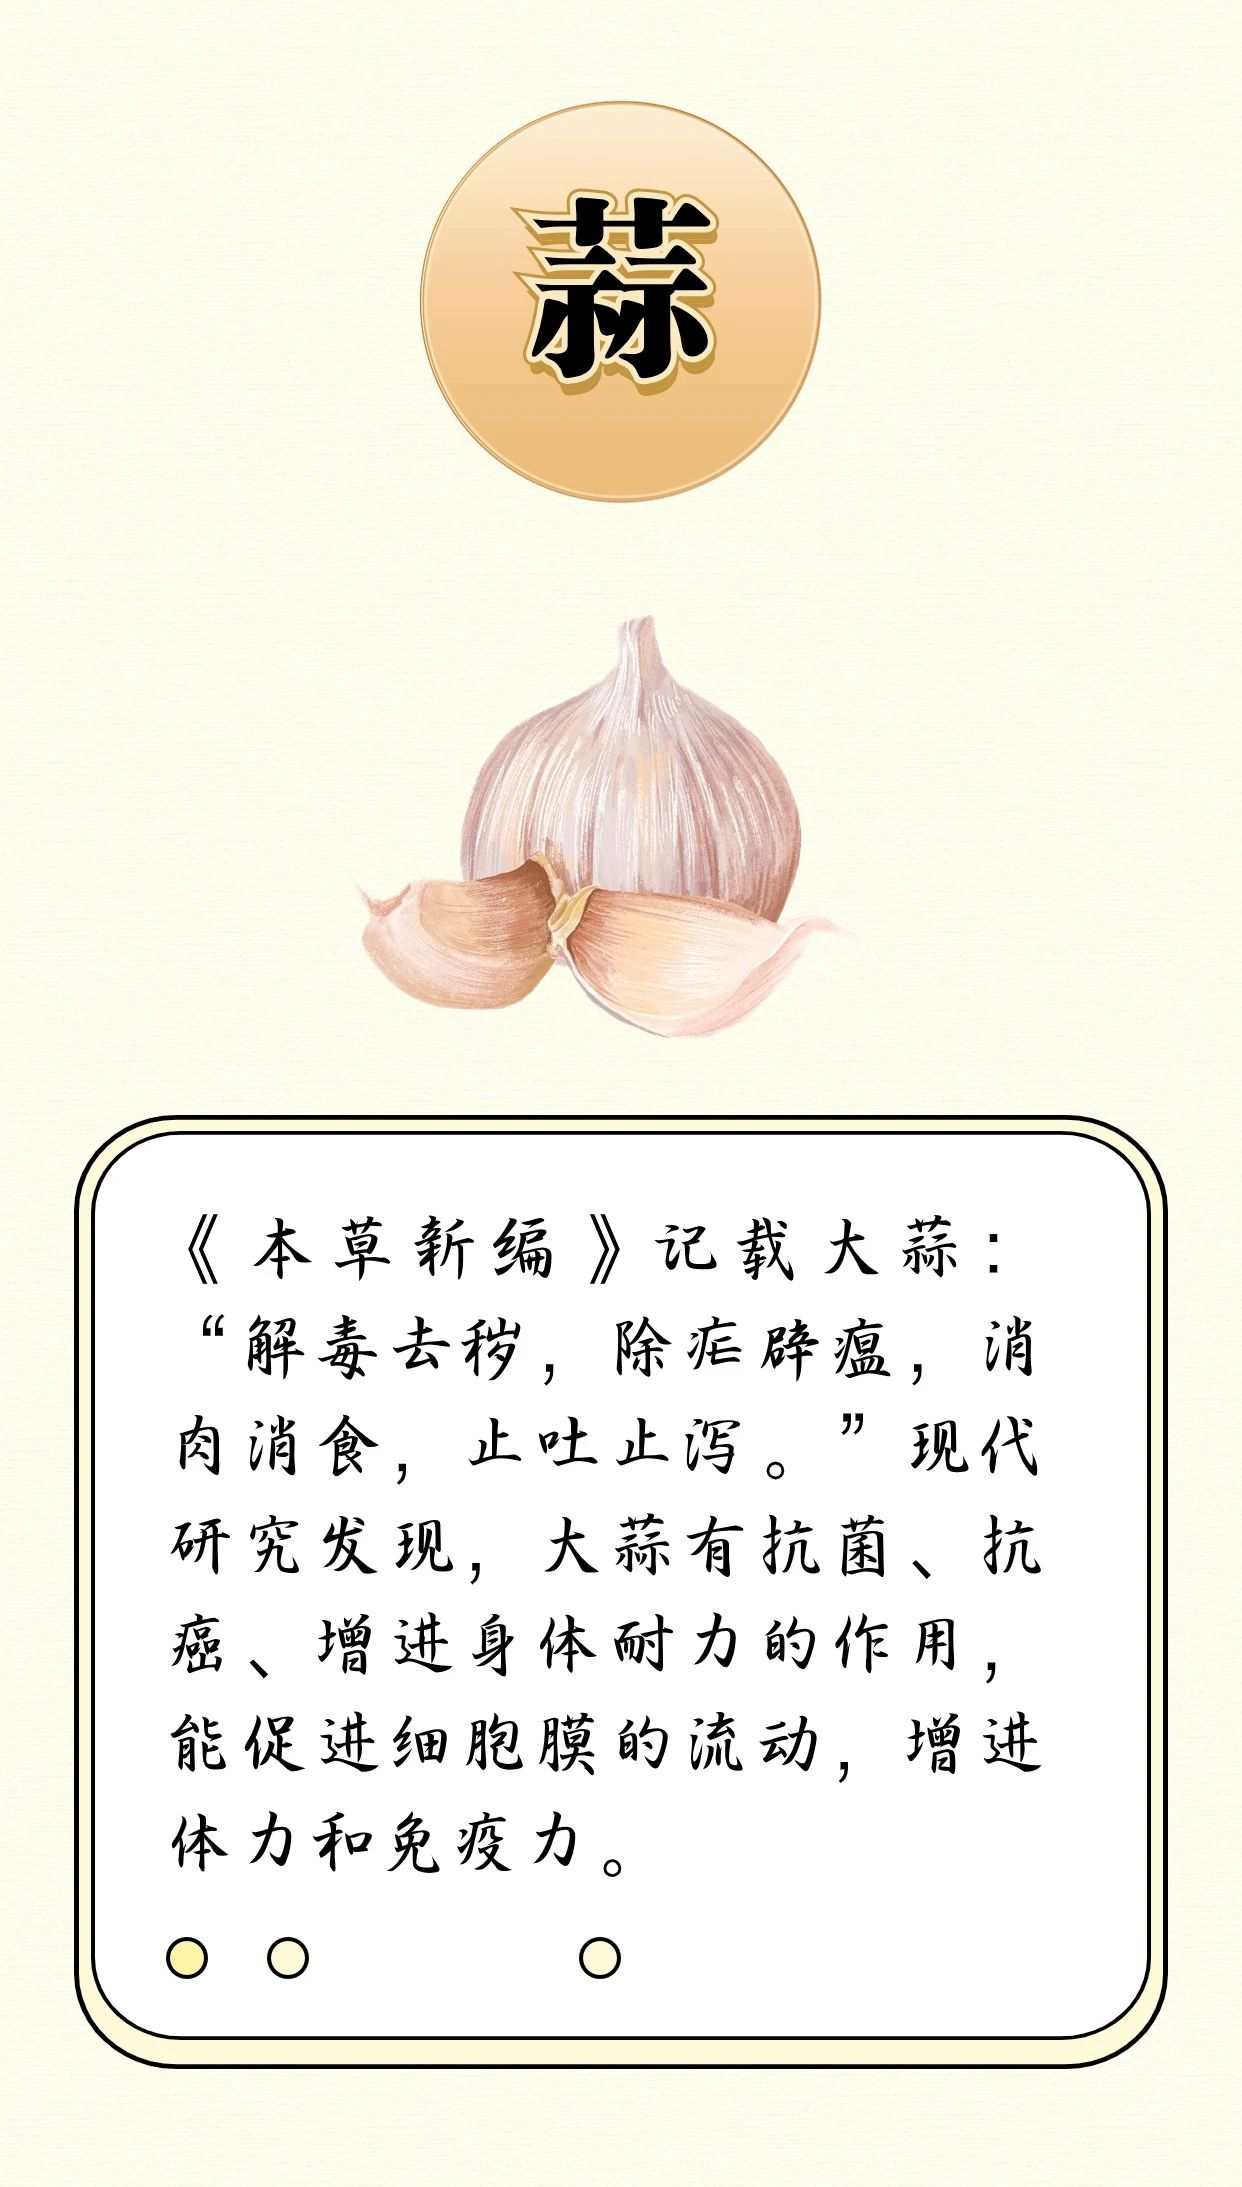 蒜
《本草新编》记载大蒜：
“解毒去秽，除疟辟瘟，消
肉消食，止吐止泻。”现代
研究发现，大蒜有抗菌、抗
癌、增进身体耐力的作用，
能促进细胞膜的流动，增进
体力和免疫力。